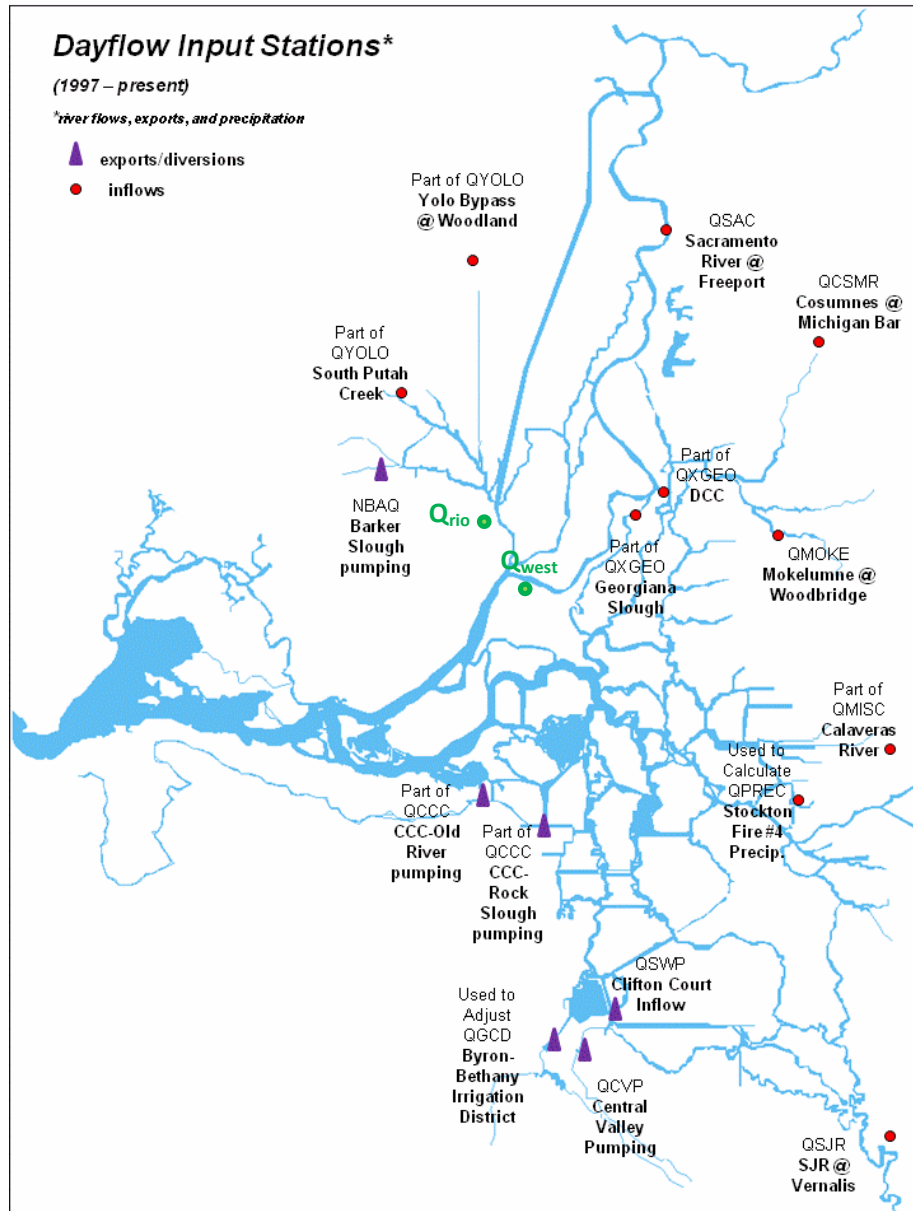 Dayflow Input Stations*
(1997 – present)
*river flows, exports, and precipitation
exports/diversions
inflows
Part of QYOLO
Yolo Bypass
@ Woodland
QSAC
Sacramento
River @
Freeport
QCSMR
Cosumnes @
Michigan Bar
Part of
QYOLO
South Putah
Creek
NBAQ
Barker
Slough
pumping
Qrio
Qwest
Part of
QXGEO
DCC
Part of
QXGEO
Georgiana
Slough
QMOKE
Mokelumne @
Woodbridge
Part of
QMISC
Calaveras
River
Used to
Calculate
QPREC
Stockton
Fire #4
Precip.
Part of
QCCC
CCC-Old
River
pumping
Part of
QCCC
CCC-
Rock
Slough
pumping
QSWP
Clifton Court
Inflow
Used to
Adjust
QGCD
Byron-
Bethany
Irrigation
District
QCVP
Central
Valley
Pumping
QSJR
SJR @
Vernalis